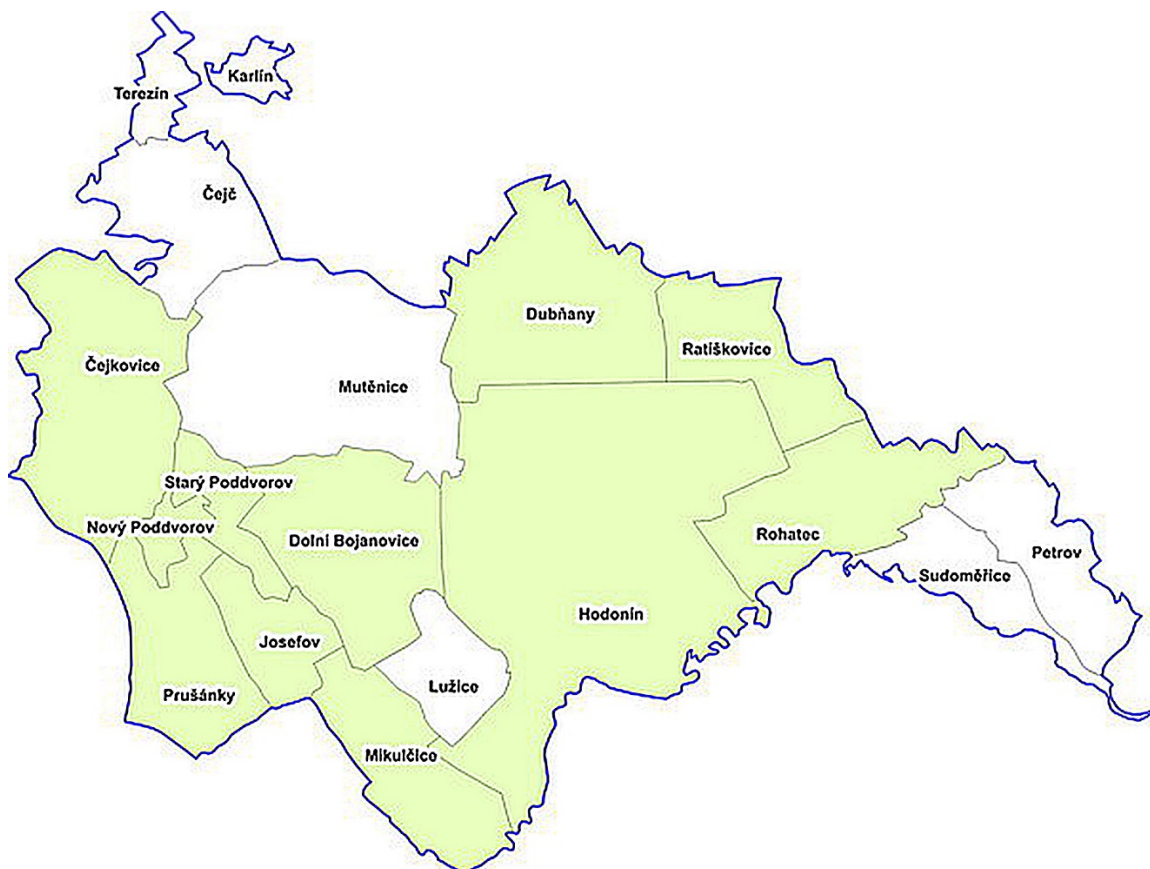 Karlín
Terezín
Čejč
Dubňany
Ratíškovice
Čejkovice
Mutěnice
Starý Poddvorov
Nový Poddvorov
Dolní Bojanovice
Rohatec
Petrov
Sudoměřice
Hodonín
Josefov
Lužice
Prušánky
Mikulčice